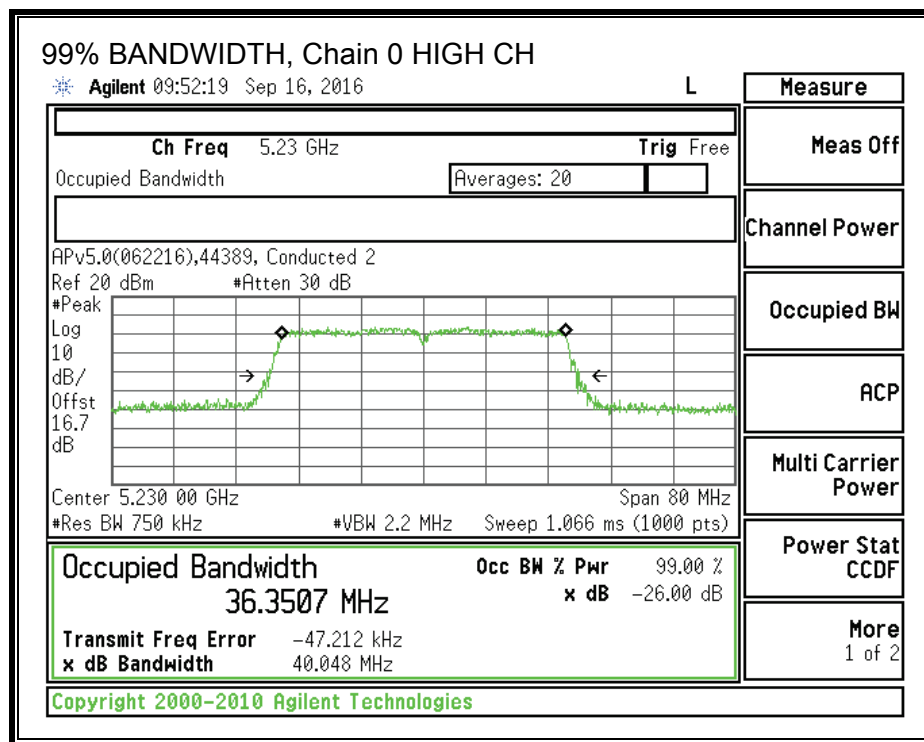 99% BANDWIDTH, Chain 0 HIGH CH
Agilent 09:52:19 Sep 16, 2016 L
Measure
Ch Freq 5.23 GHz Trig Free
Meas Off
Occupied Bandwidth Averages: 20
Channel Power
APv5.0(062216),44389, Conducted 2
Ref 20 dBm #Atten 30 dB
#Peak
Log
10
dB/
Offst
16.7
dB
Occupied BW
ACP
Multi Carrier
Power
Center 5.230 00 GHz Span 80 MHz
#Res BW 750 kHz #VBW 2.2 MHz Sweep 1.066 ms (1000 pts)
Power Stat
CCDF
Occupied Bandwidth Occ BW % Pwr 99.00 %
36.3507 MHz x dB -26.00 dB
Transmit Freq Error -47.212 kHz
x dB Bandwidth 40.048 MHz
More
1 of 2
Copyright 2000-2010 Agilent Technologies